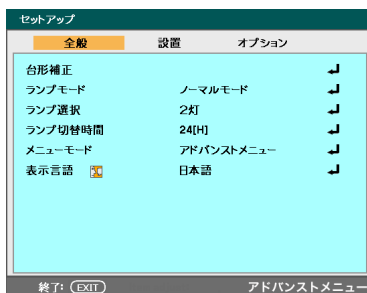 セットアップ
全般 設置 オプション
台形補正
ランプモード ノーマルモード
ランプ選択 2灯
ランプ切替時間 24[H]
メニューモード アドバンストメニュー
表示言語 日本語
終了: EXIT アドバンストメニュー